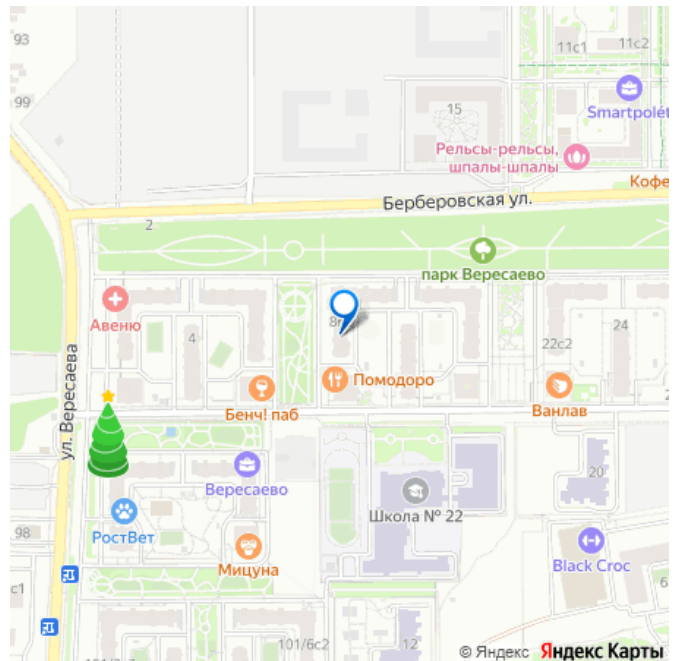 93
11с1
11с2
99
15
Smartpolét
Рельсы-рельсы,
шпалы-шпалы
Кофе
Берберовская ул.
2
парк Вересаево
Авеню
4
24
22с2
Помодоро
Бенч! паб
Ванлав
ул. Вересаева
Вересаево
20
Школа № 22
98
РостВет
Мицуна
Black Croc
с1
101/6с2
12
© Яндекс Яндекс Карты